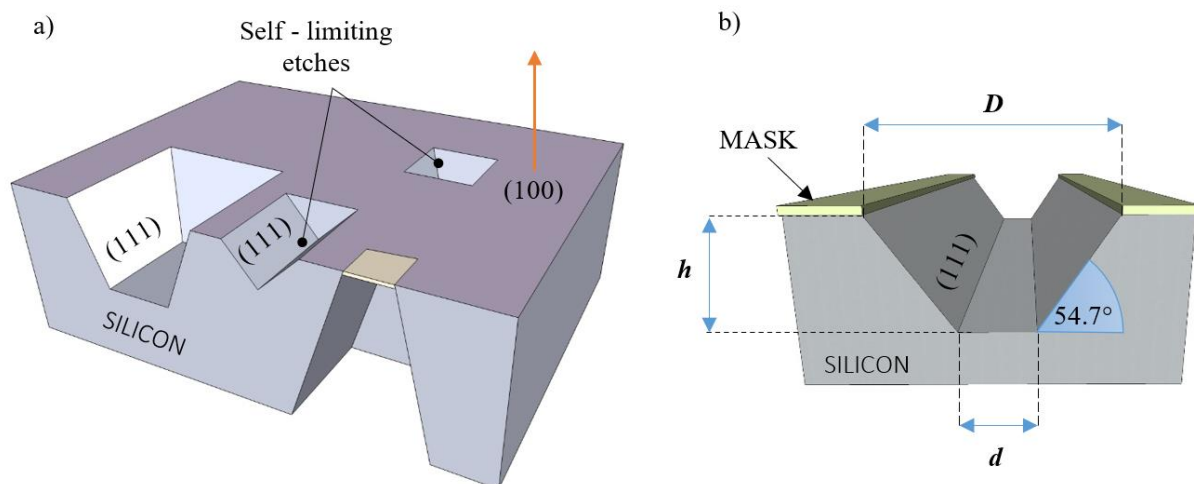 a)
Self - limiting
etches
(100)
(111)
(111)
SILICON
b)
D
MASK
h
(111)
54.7°
SILICON
d